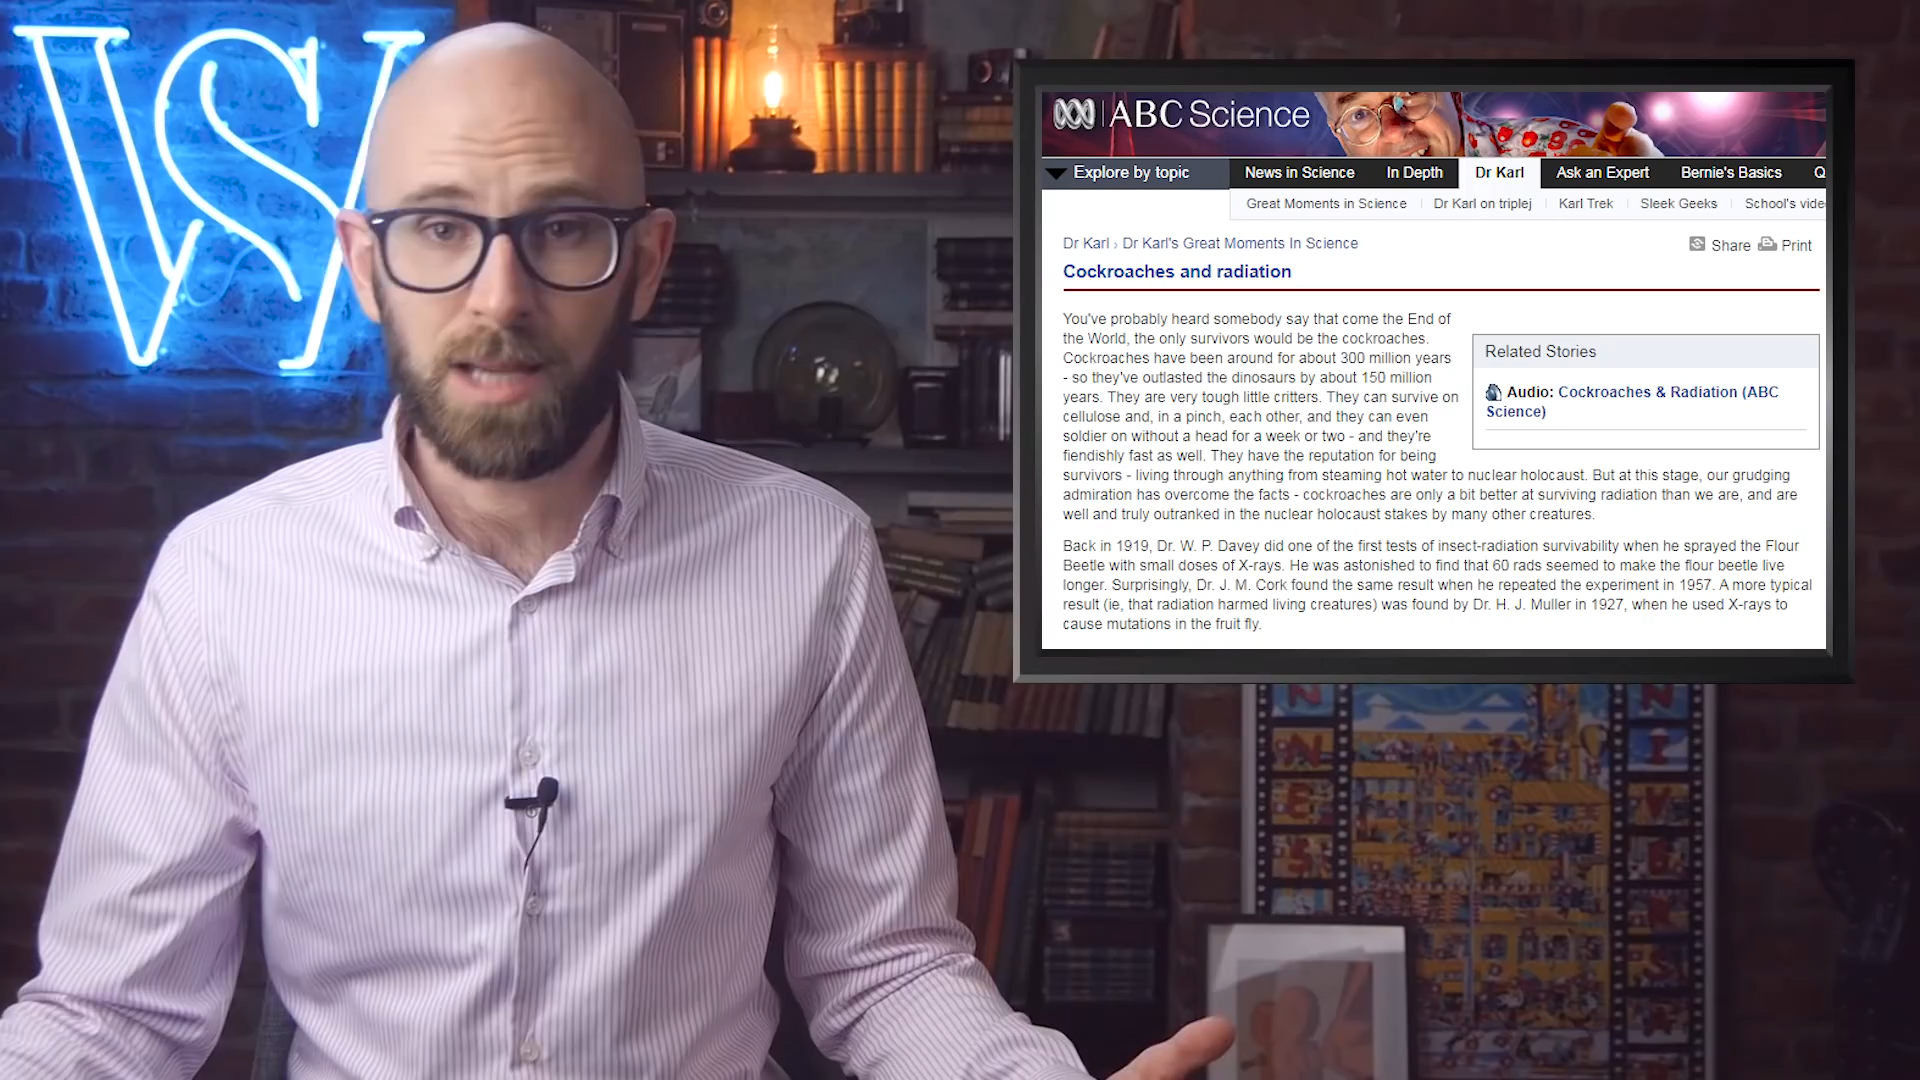 WS
ABC Science
Explore by topic
News in Science
In Depth
Dr Karl
Ask an Expert
Bernie's Basics
Q
Great Moments in Science
Dr Karl on triplej
Karl Trek
Sleek Geeks
School's vide
Dr Karl › Dr Karl's Great Moments In Science
Share
Print
Cockroaches and radiation
You've probably heard somebody say that come the End of
the World, the only survivors would be the cockroaches.
Cockroaches have been around for about 300 million years
- so they've outlasted the dinosaurs by about 150 million
years. They are very tough little critters. They can survive on
cellulose and, in a pinch, each other, and they can even
soldier on without a head for a week or two - and they're
fiendishly fast as well. They have the reputation for being
survivors - living through anything from steaming hot water to nuclear holocaust. But at this stage, our grudging
admiration has overcome the facts - cockroaches are only a bit better at surviving radiation than we are, and are
well and truly outranked in the nuclear holocaust stakes by many other creatures.
Related Stories
Audio: Cockroaches & Radiation (ABC
Science)
Back in 1919, Dr. W. P. Davey did one of the first tests of insect-radiation survivability when he sprayed the Flour
Beetle with small doses of X-rays. He was astonished to find that 60 rads seemed to make the flour beetle live
longer. Surprisingly, Dr. J. M. Cork found the same result when he repeated the experiment in 1957. A more typical
result (ie, that radiation harmed living creatures) was found by Dr. H. J. Muller in 1927, when he used X-rays to
cause mutations in the fruit fly.